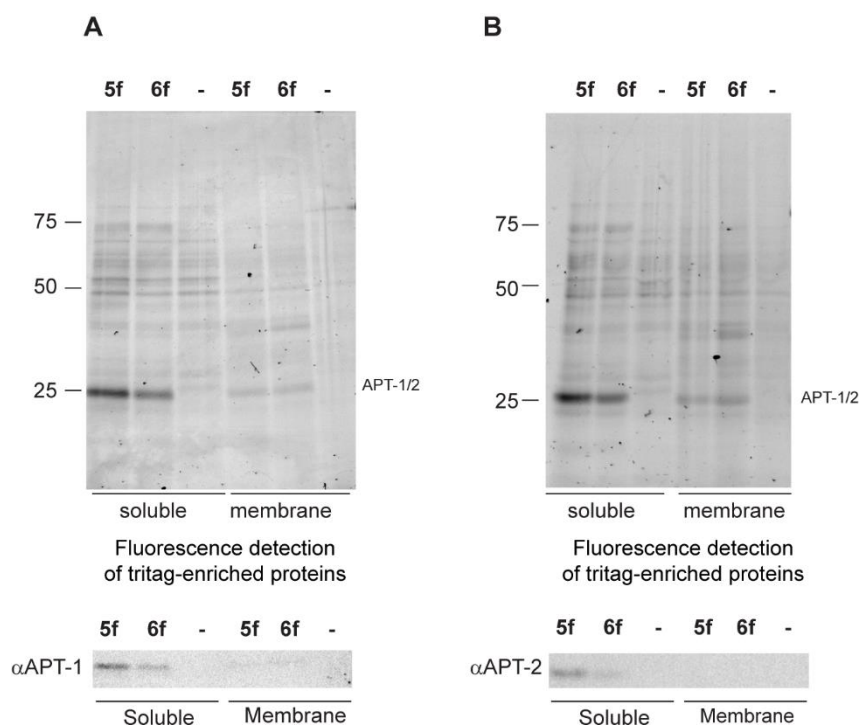 A
5f 6f - 5f 6f -
75
50
25
APT-1/2
soluble membrane
Fluorescence detection
of tritag-enriched proteins
5f 6f - 5f 6f -
αAPT-1
Soluble Membrane
B
5f 6f - 5f 6f -
75
50
25
APT-1/2
soluble membrane
Fluorescence detection
of tritag-enriched proteins
5f 6f - 5f 6f -
αAPT-2
Soluble Membrane